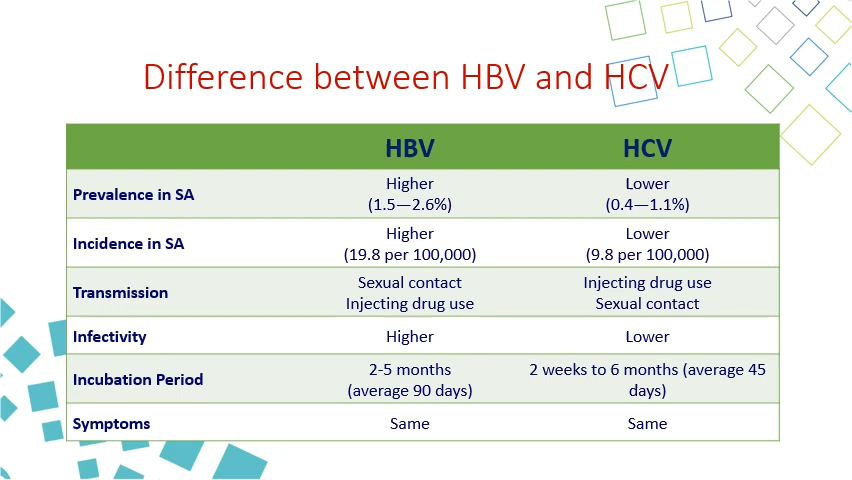 Difference between HBV and HCV
HBV HCV
Prevalence in SA
Higher
(1.5—2.6%)
Lower
(0.4—1.1%)
Incidence in SA
Higher
(19.8 per 100,000)
Lower
(9.8 per 100,000)
Transmission
Sexual contact
Injecting drug use
Injecting drug use
Sexual contact
Infectivity
Higher
Lower
Incubation Period
2-5 months
(average 90 days)
2 weeks to 6 months (average 45
days)
Symptoms
Same
Same